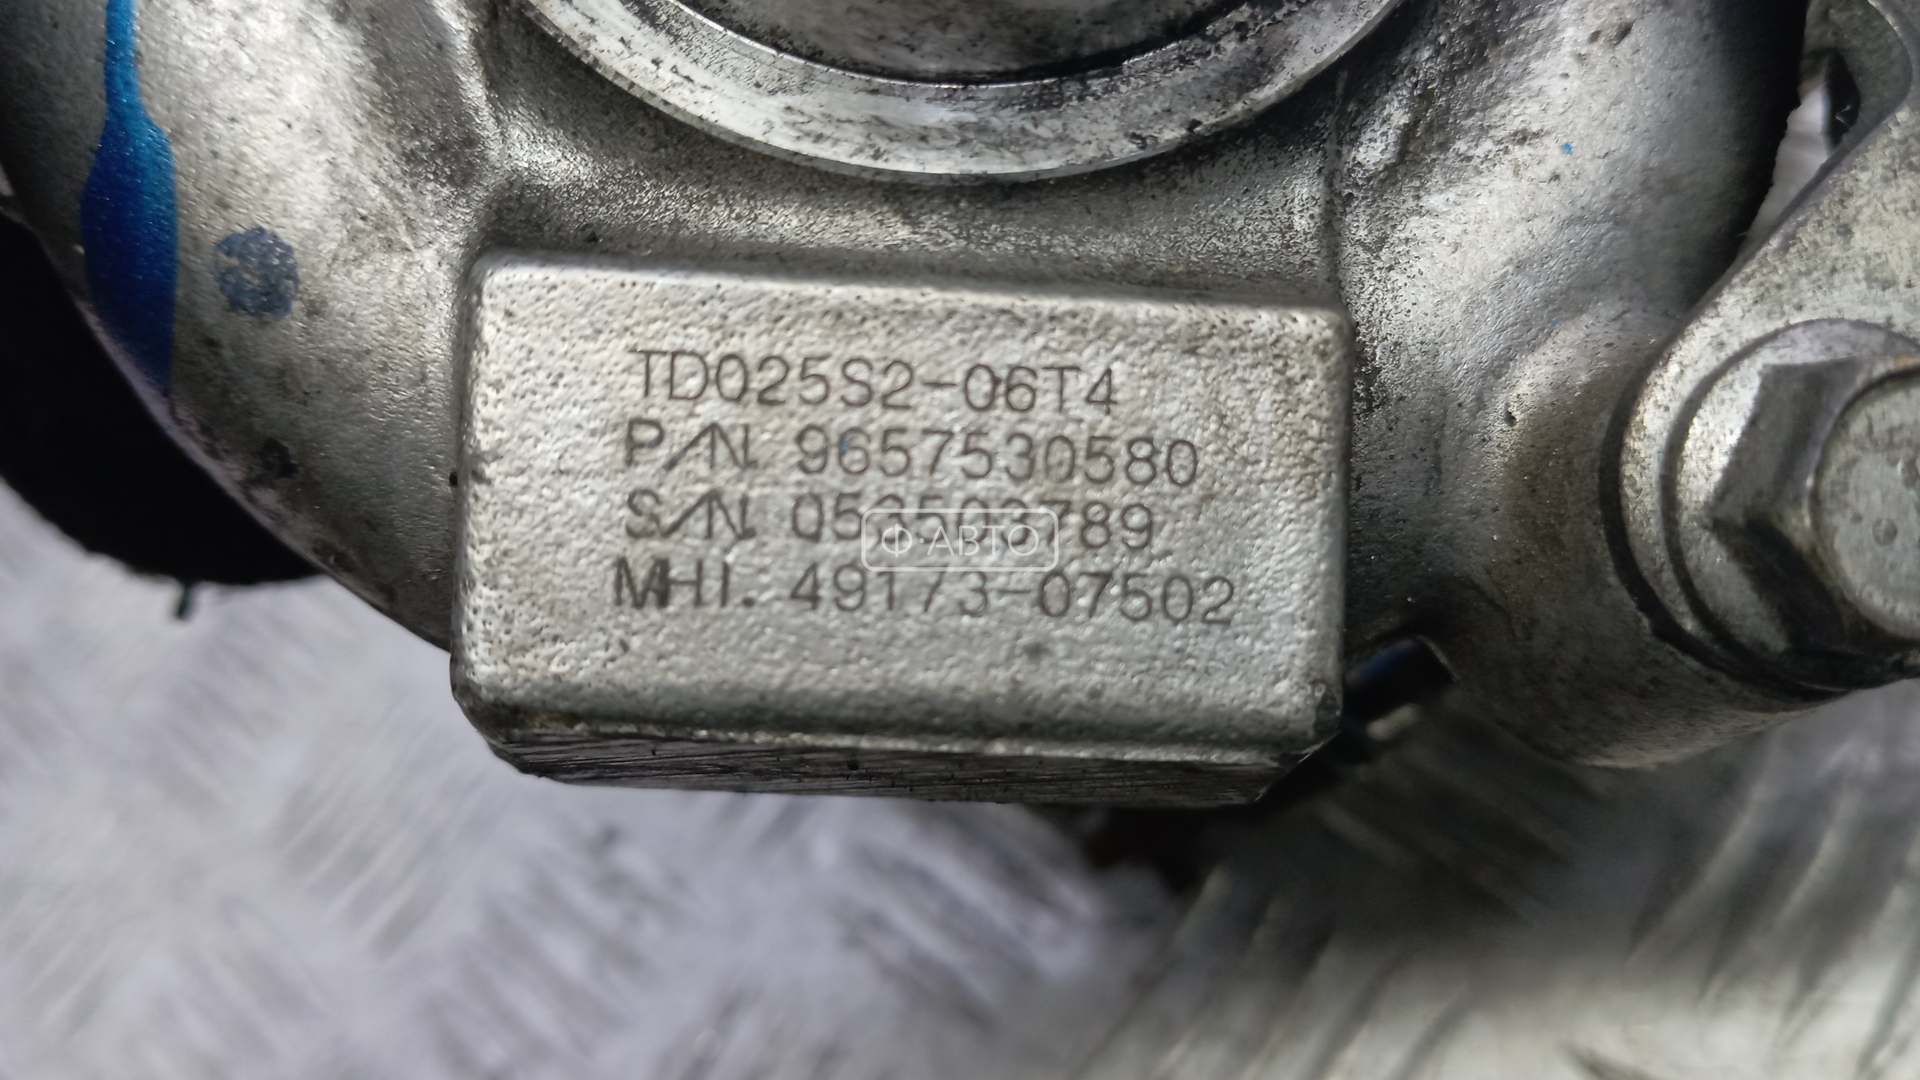 TD025S2-06T4
P/N. 9657530580
S/N.
MHI. 49173-07502
Ф АВТО